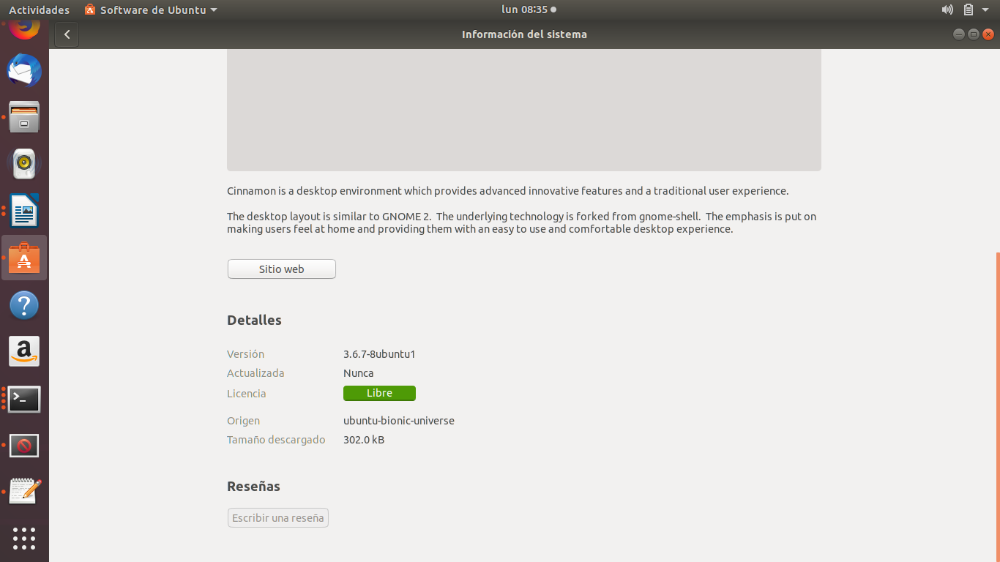 Actividades
Software de Ubuntu
lun 08:35
Información del sistema
Cinnamon is a desktop environment which provides advanced innovative features and a traditional user experience.
The desktop layout is similar to GNOME 2.  The underlying technology is forked from gnome-shell.  The emphasis is put on
making users feel at home and providing them with an easy to use and comfortable desktop experience.
Sitio web
Detalles
Versión 3.6.7-8ubuntu1
Actualizada Nunca
Licencia Libre
Origen ubuntu-bionic-universe
Tamaño descargado 302.0 kB
Reseñas
Escribir una reseña